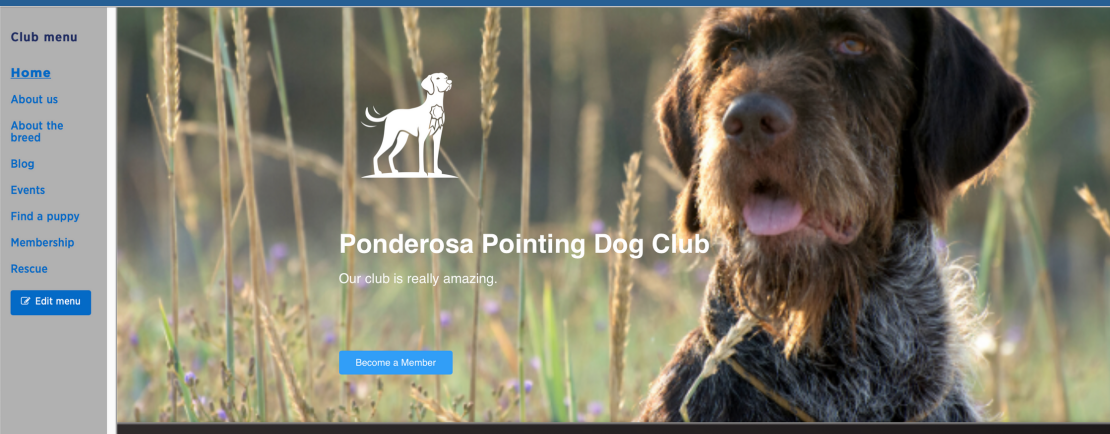 Club menu
Home
About us
About the
breed
Blog
Events
Find a puppy
Membership
Rescue
Edit menu
Ponderosa Pointing Dog Club
Our club is really amazing.
Become a Member